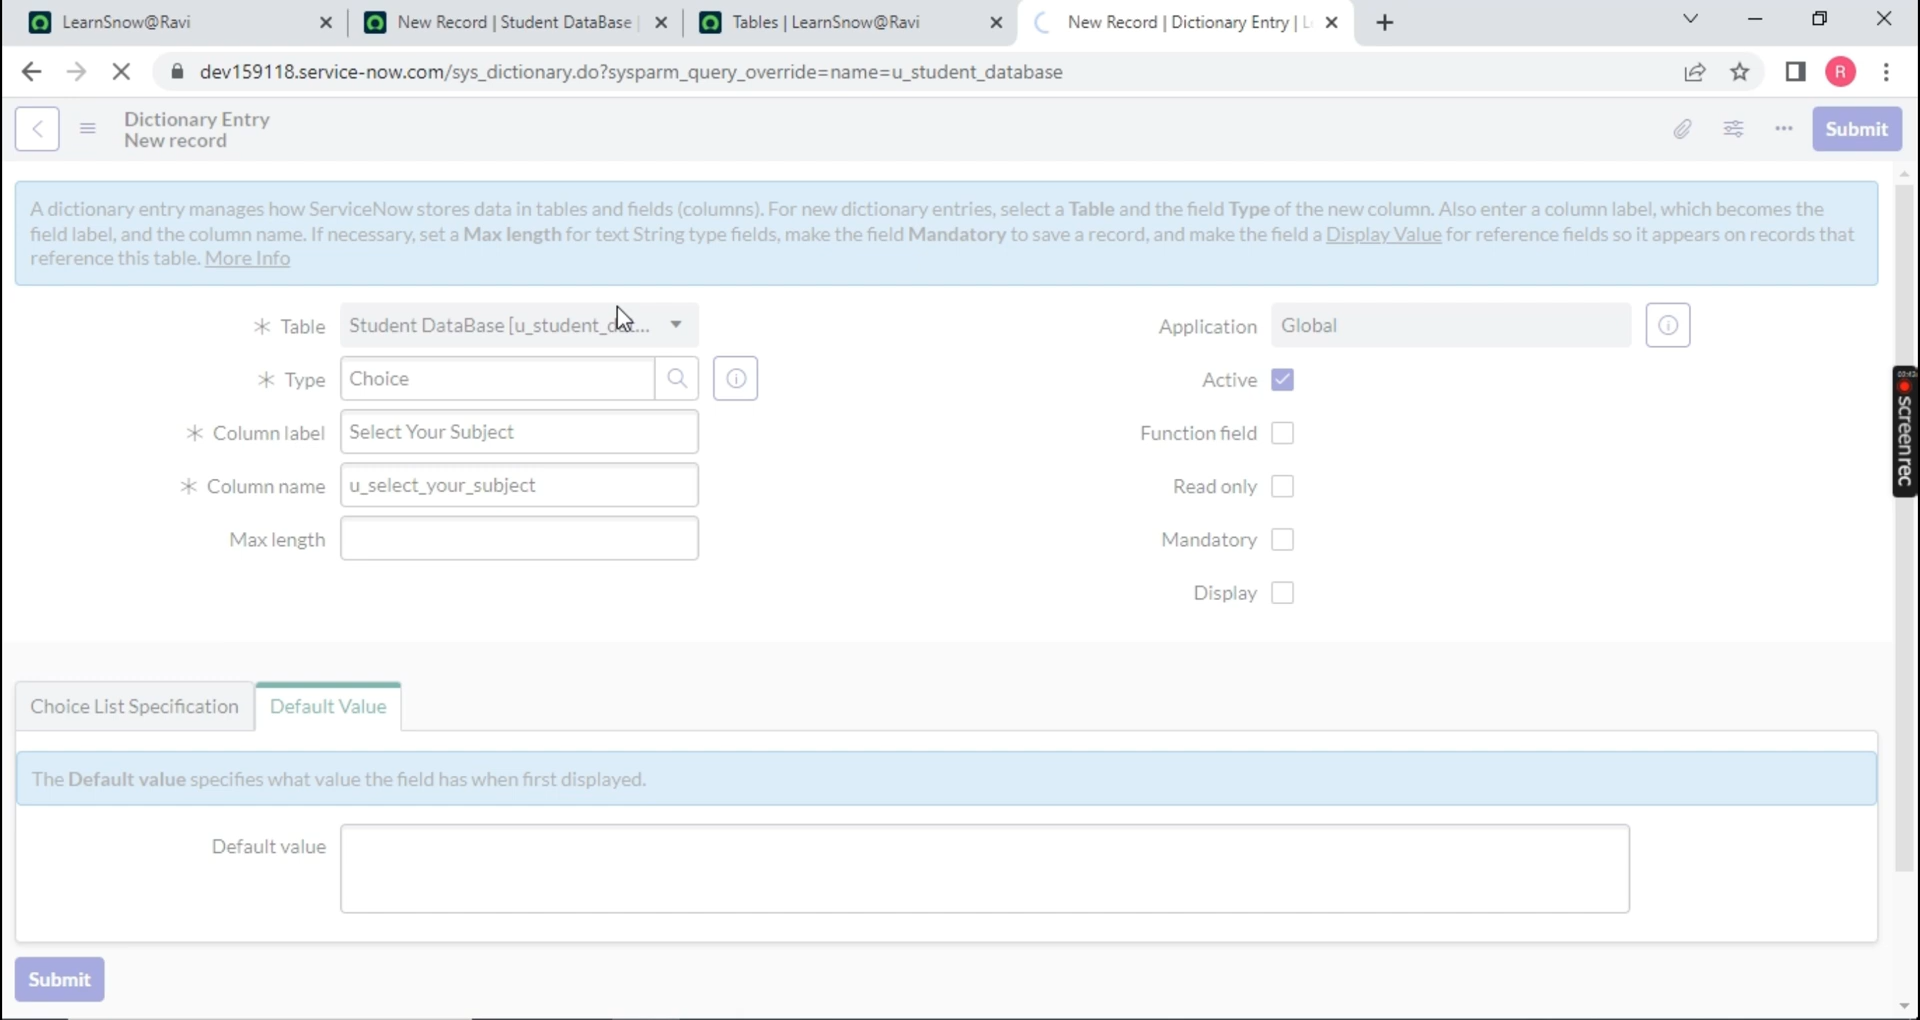 LearnSnow@Ravi
New Record | Student DataBase
Tables | LearnSnow@Ravi
New Record | Dictionary Entry | L
dev159118.service-now.com/sys_dictionary.do?sysparm_query_override=name=u_student_database
R
Dictionary Entry
New record
Submit
A dictionary entry manages how ServiceNow stores data in tables and fields (columns). For new dictionary entries, select a Table and the field Type of the new column. Also enter a column label, which becomes the
field label, and the column name. If necessary, set a Max length for text String type fields, make the field Mandatory to save a record, and make the field a Display Value for reference fields so it appears on records that
reference this table. More Info
Table Student DataBase [u_student_dat...
Application Global
Type Choice
Active
Column label Select Your Subject
Function field
Column name u_select_your_subject
Read only
Max length
Mandatory
Display
screenrec
Choice List Specification
Default Value
The Default value specifies what value the field has when first displayed.
Default value
Submit